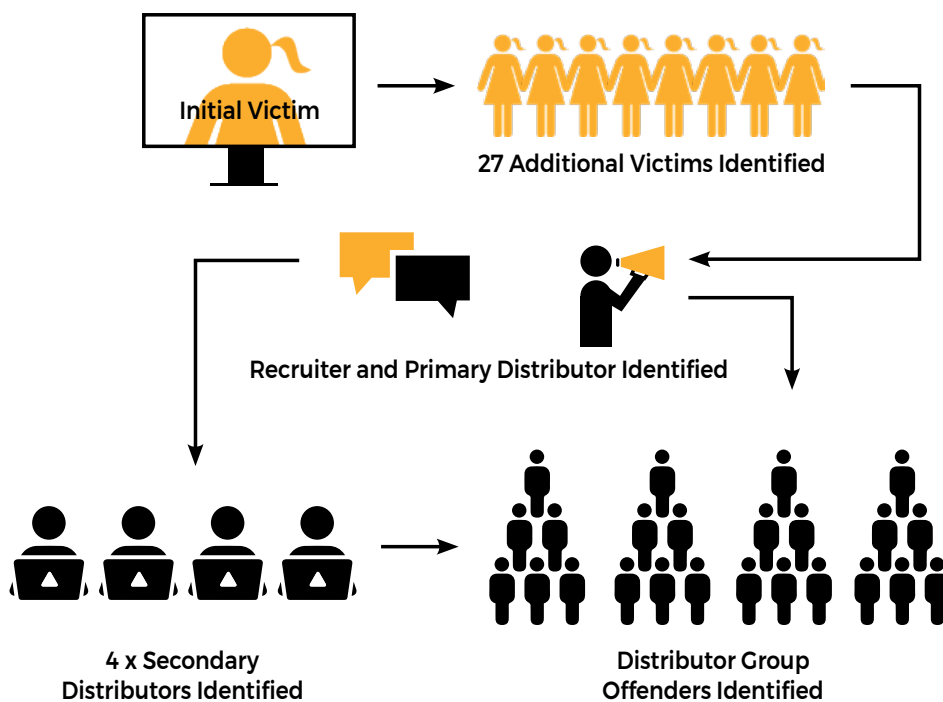 Initial Victim
27 Additional Victims Identified
Recruiter and Primary Distributor Identified
4 x Secondary
Distributors Identified
Distributor Group
Offenders Identified